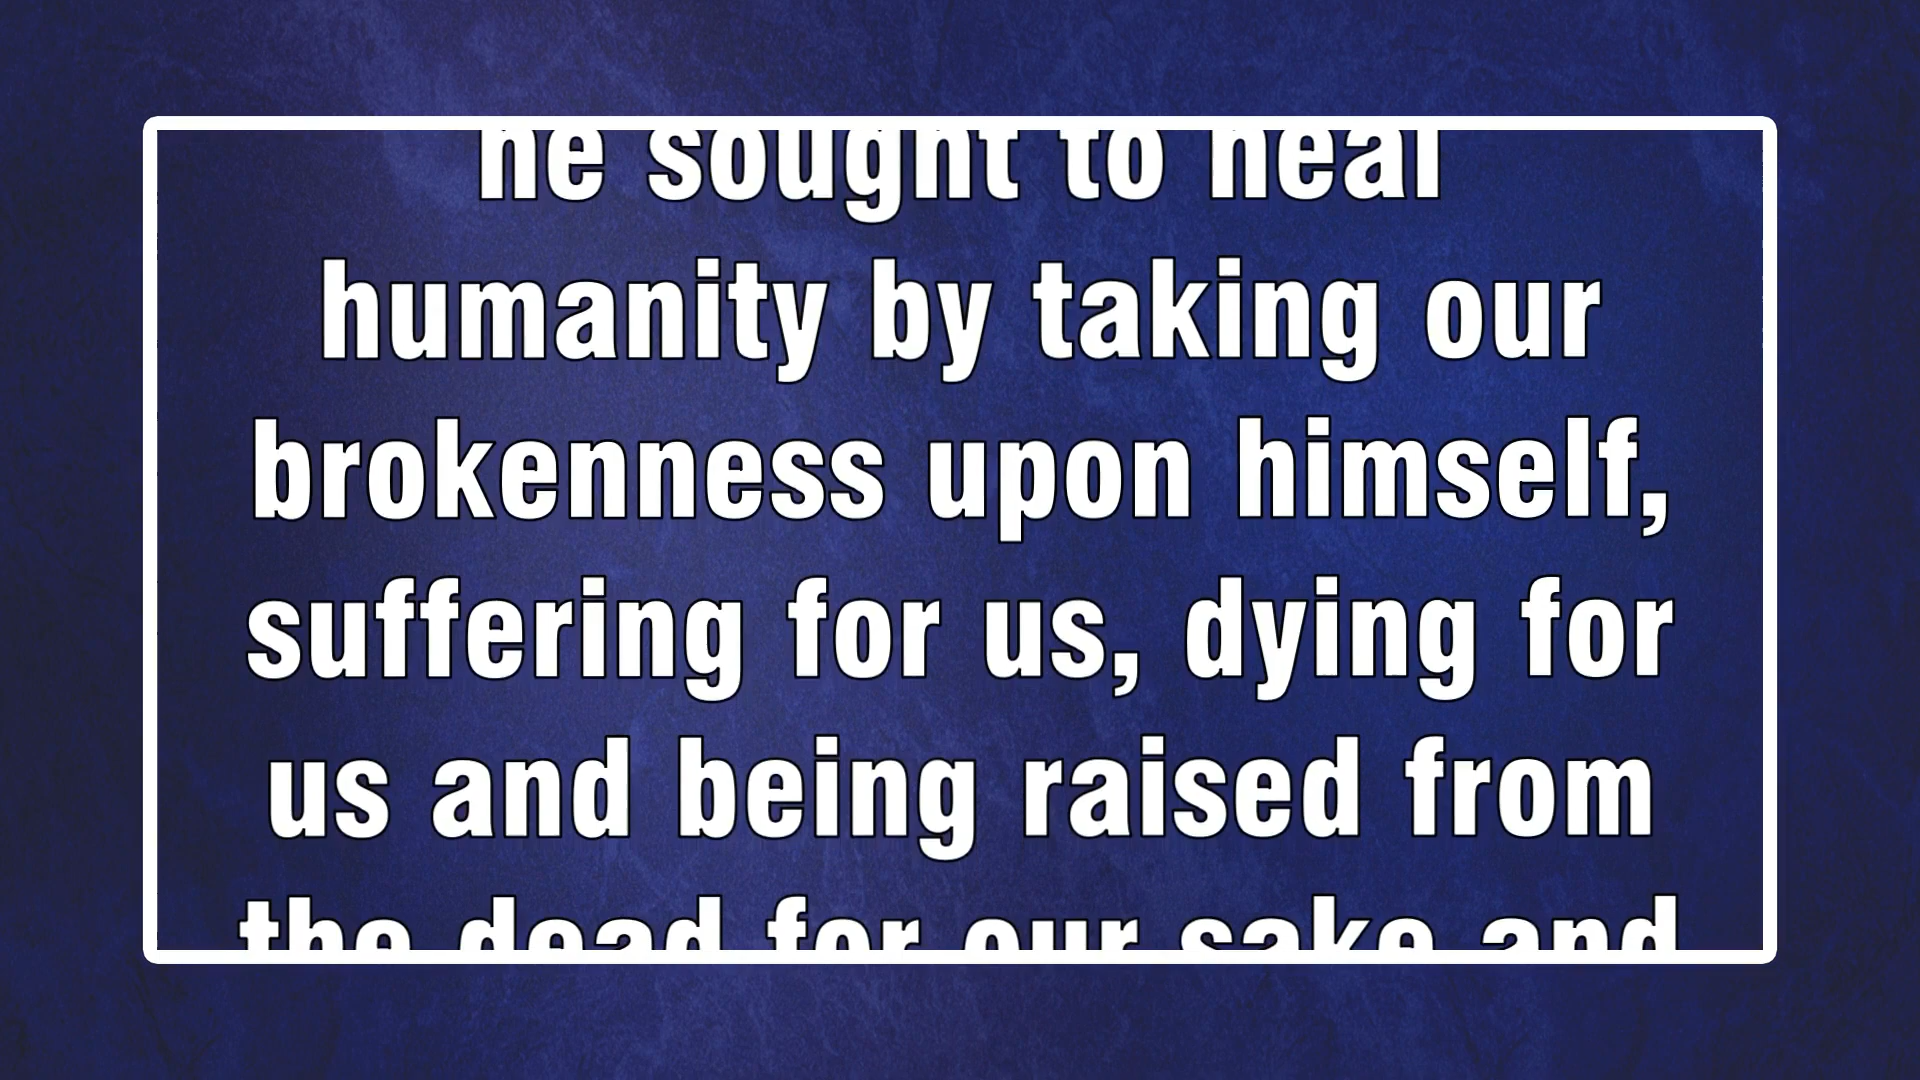 he sought to heal
humanity by taking our
brokenness upon himself,
suffering for us, dying for
us and being raised from
the dead for our sake and